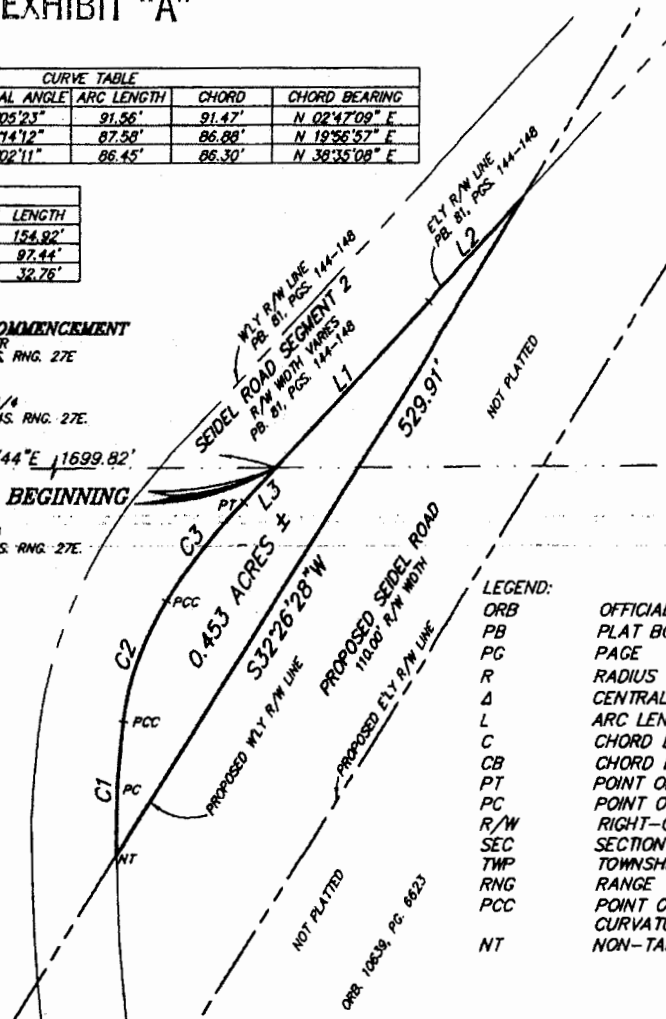 EXHIBIT "A"
CURVE TABLE
AL ANGLE ARC LENGTH CHORD CHORD BEARING
05'23" 91.56' 91.47' N 02°47'09" E
14'12" 87.58' 86.88' N 19°56'57" E
02'11" 86.45' 86.30' N 38°35'08" E
LENGTH
154.92'
97.44'
32.76'
OMMENCEMENT
R
S. RNG. 27E
/4
S. RNG. 27E.
44"E 1699.82'
BEGINNING
S. RNG. 27E.
W'LY R/W LINE
PB. 81, PGS. 144-148
SEIDEL ROAD SEGMENT 2
R/W WIDTH VARIES
PB. 81, PGS. 144-148
E'LY R/W LINE
PB. 81, PGS. 144-148
L2
L1
529.91'
NOT PLATTED
PT
L3
C3
0.453 ACRES ±
S32°26'28"W
PCC
C2
PCC
C1
PC
NT
PROPOSED SEIDEL ROAD
110.00' R/W WIDTH
PROPOSED W'LY R/W LINE
PROPOSED E'LY R/W LINE
NOT PLATTED
ORB. 10639, PG. 6623
LEGEND:
ORB OFFICIAL
PB PLAT BO
PG PAGE
R RADIUS
Δ CENTRAL
L ARC LEN
C CHORD
CB CHORD
PT POINT O
PC POINT O
R/W RIGHT-O
SEC SECTION
TWP TOWNSH
RNG RANGE
PCC POINT O
CURVATU
NT NON-TA